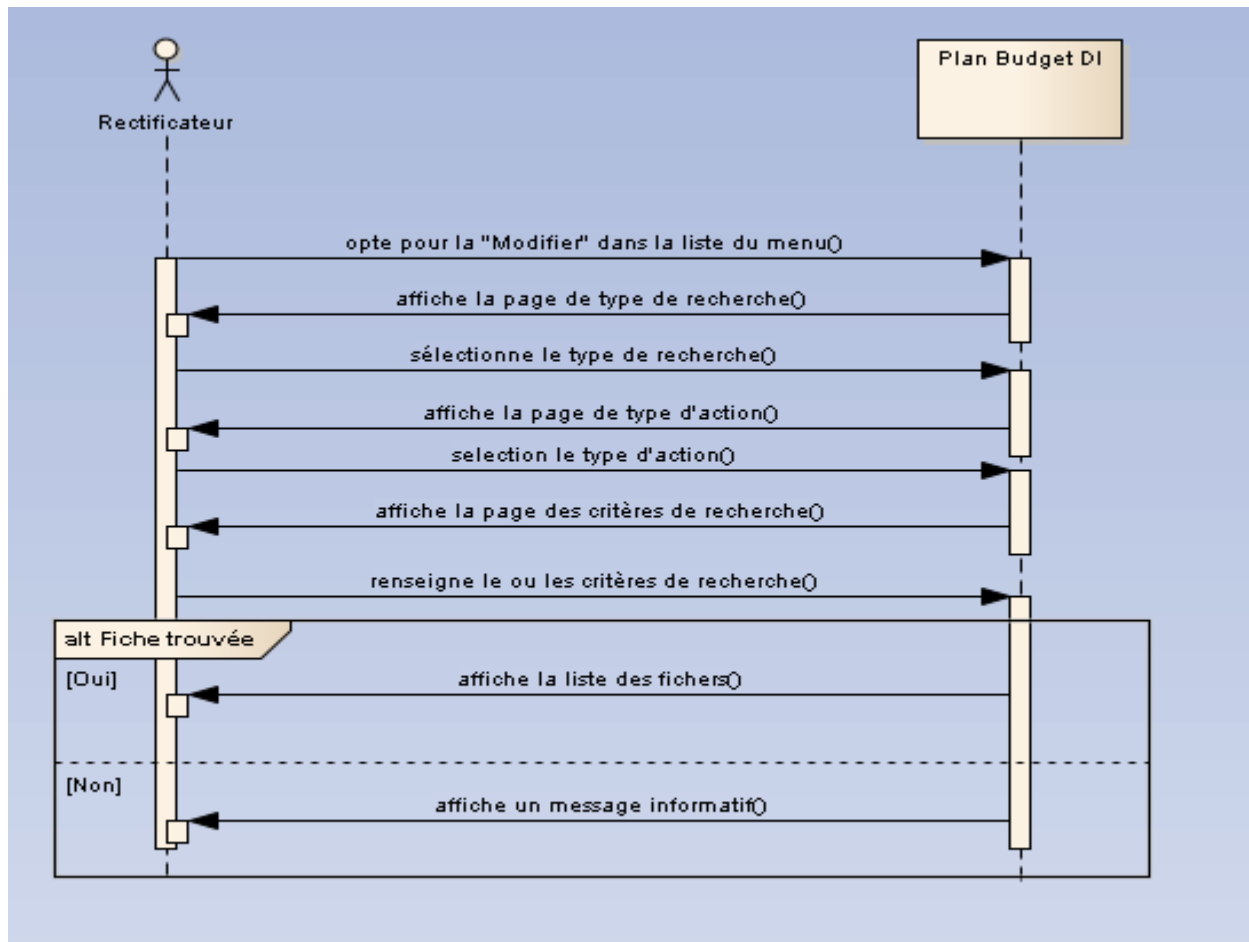 Plan Budget DI
Rectificateur
opte pour la "Modifier" dans la liste du menu()
affiche la page de type de recherche()
sélectionne le type de recherche()
affiche la page de type d'action()
selection le type d'action()
affiche la page des critères de recherche()
renseigne le ou les critères de recherche()
alt Fiche trouvée
[Oui]
affiche la liste des fichers()
[Non]
affiche un message informatif()